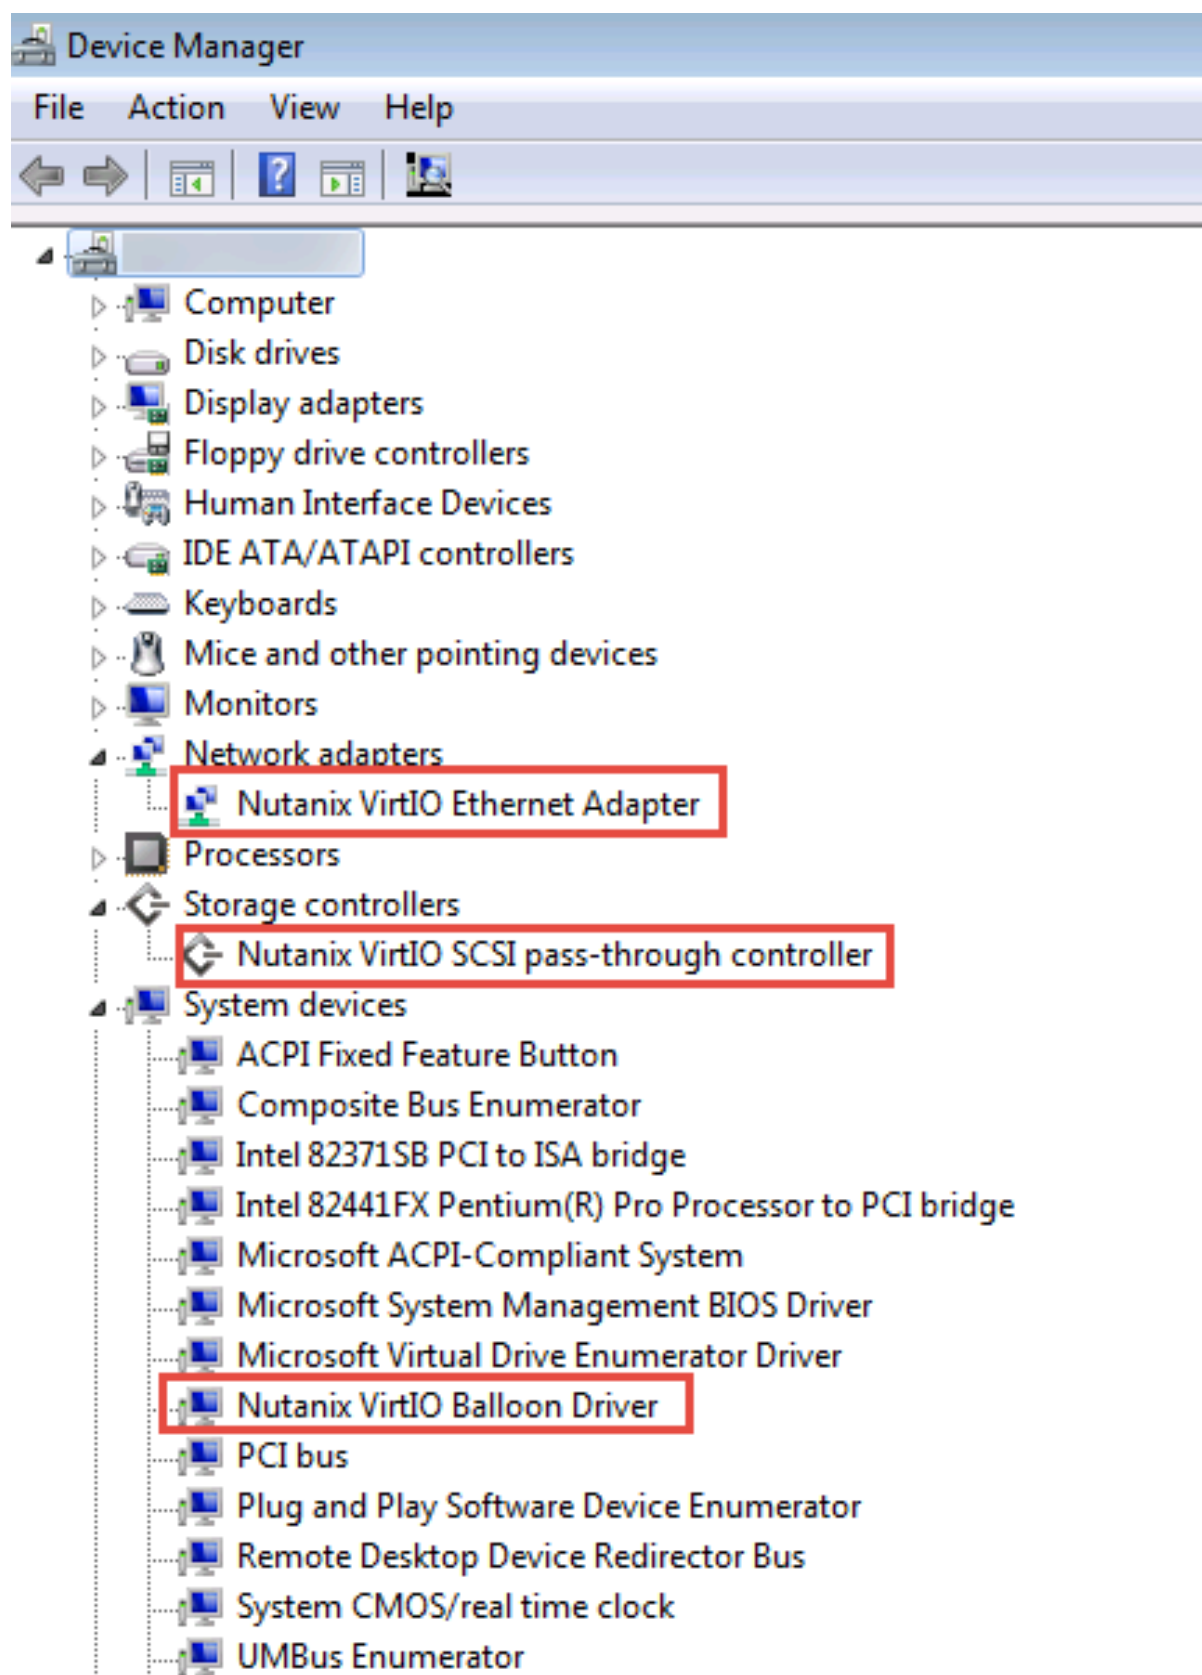 Device Manager
File Action View Help
Computer
Disk drives
Display adapters
Floppy drive controllers
Human Interface Devices
IDE ATA/ATAPI controllers
Keyboards
Mice and other pointing devices
Monitors
Network adapters
Nutanix VirtIO Ethernet Adapter
Processors
Storage controllers
Nutanix VirtIO SCSI pass-through controller
System devices
ACPI Fixed Feature Button
Composite Bus Enumerator
Intel 82371SB PCI to ISA bridge
Intel 82441FX Pentium(R) Pro Processor to PCI bridge
Microsoft ACPI-Compliant System
Microsoft System Management BIOS Driver
Microsoft Virtual Drive Enumerator Driver
Nutanix VirtIO Balloon Driver
PCI bus
Plug and Play Software Device Enumerator
Remote Desktop Device Redirector Bus
System CMOS/real time clock
UMBus Enumerator